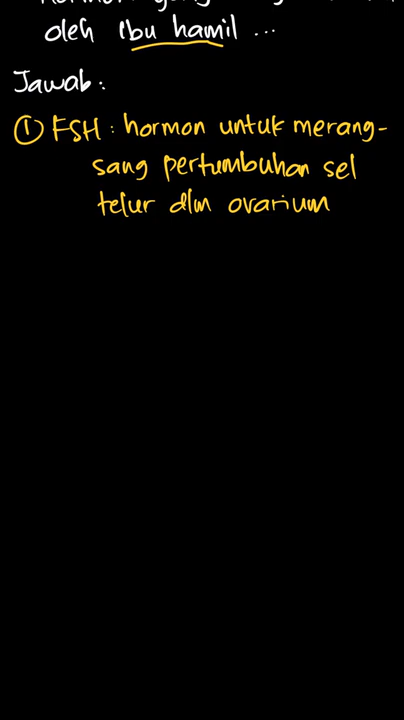 oleh Ibu hamil ...
Jawab :
① FSH : hormon untuk merang-
sang pertumbuhan sel
telur dlm ovarium